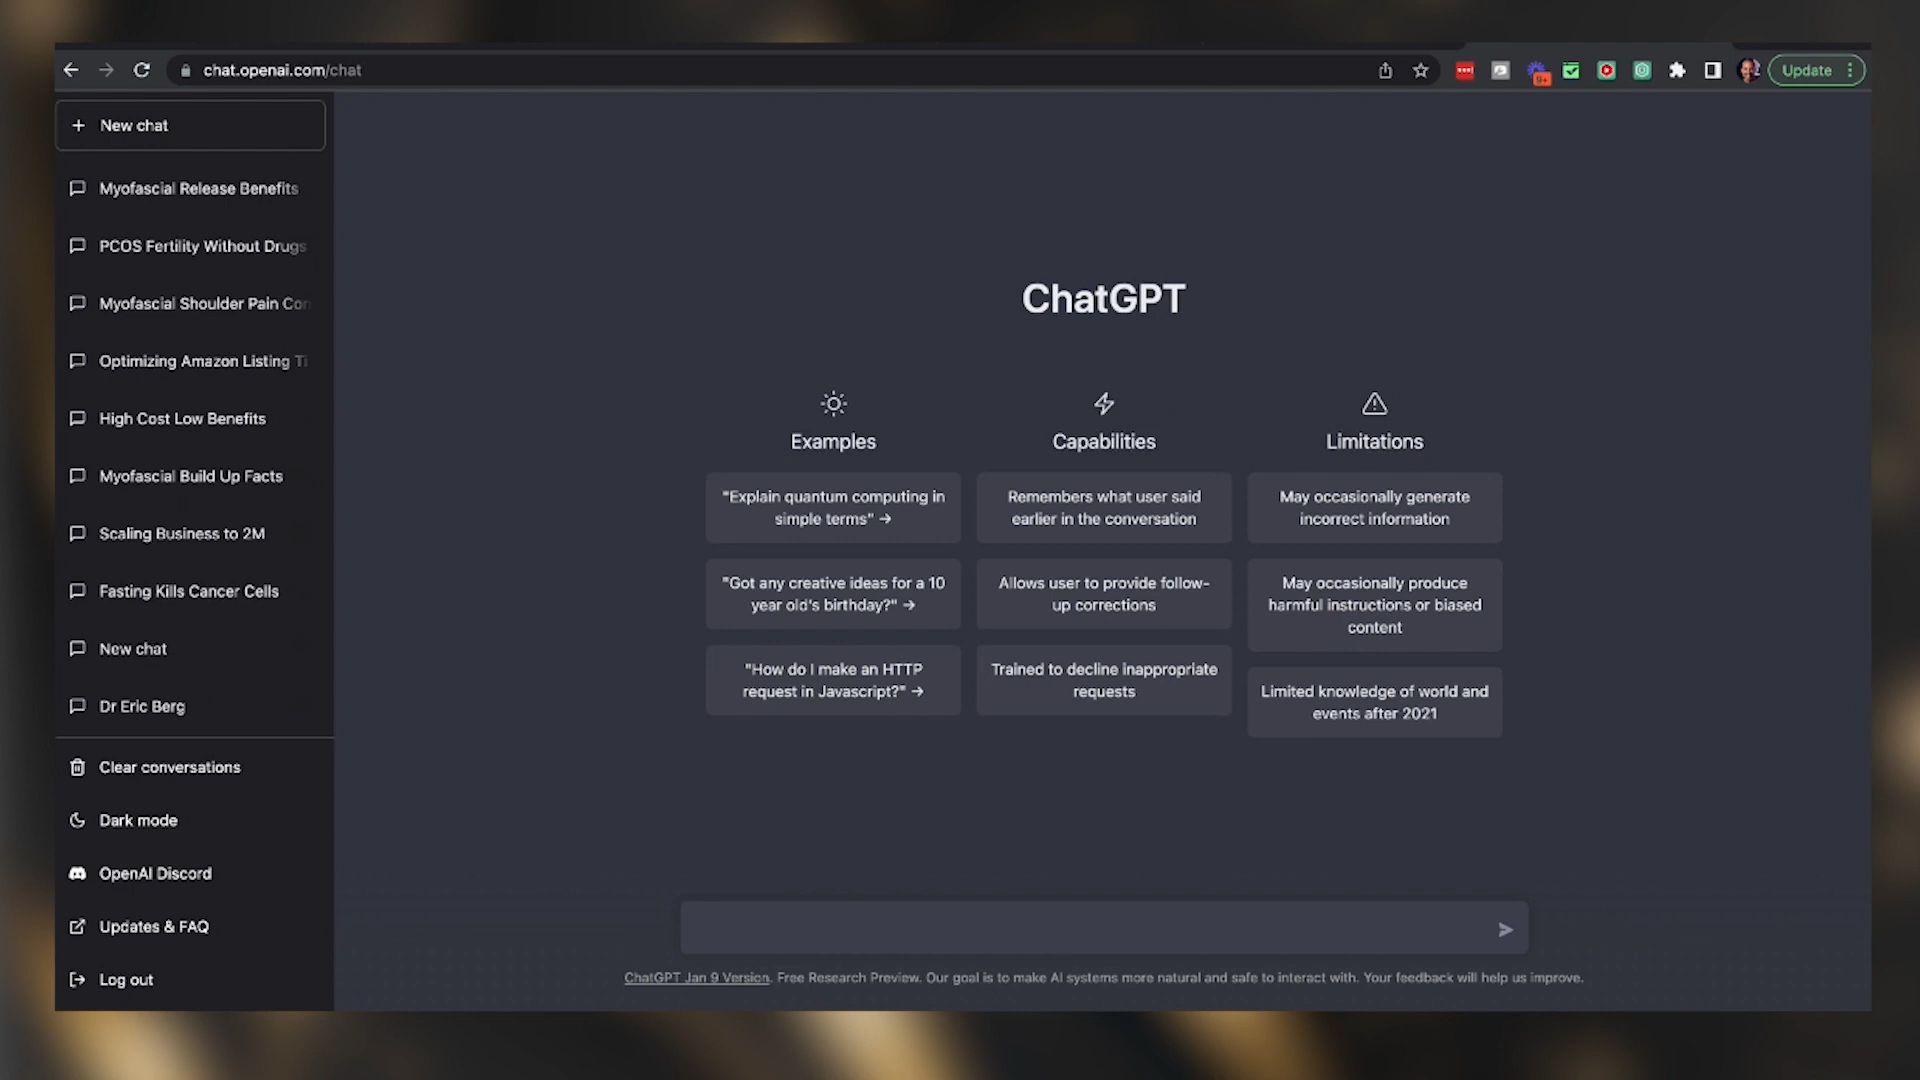 chat.openai.com/chat
Update
New chat
Myofascial Release Benefits
PCOS Fertility Without Drugs
Myofascial Shoulder Pain Con
Optimizing Amazon Listing Ti
High Cost Low Benefits
Myofascial Build Up Facts
Scaling Business to 2M
Fasting Kills Cancer Cells
New chat
Dr Eric Berg
Clear conversations
Dark mode
OpenAI Discord
Updates & FAQ
Log out
ChatGPT
Examples
"Explain quantum computing in
simple terms" →
"Got any creative ideas for a 10
year old's birthday?" →
"How do I make an HTTP
request in Javascript?" →
Capabilities
Remembers what user said
earlier in the conversation
Allows user to provide follow-
up corrections
Trained to decline inappropriate
requests
Limitations
May occasionally generate
incorrect information
May occasionally produce
harmful instructions or biased
content
Limited knowledge of world and
events after 2021
ChatGPT Jan 9 Version. Free Research Preview. Our goal is to make AI systems more natural and safe to interact with. Your feedback will help us improve.